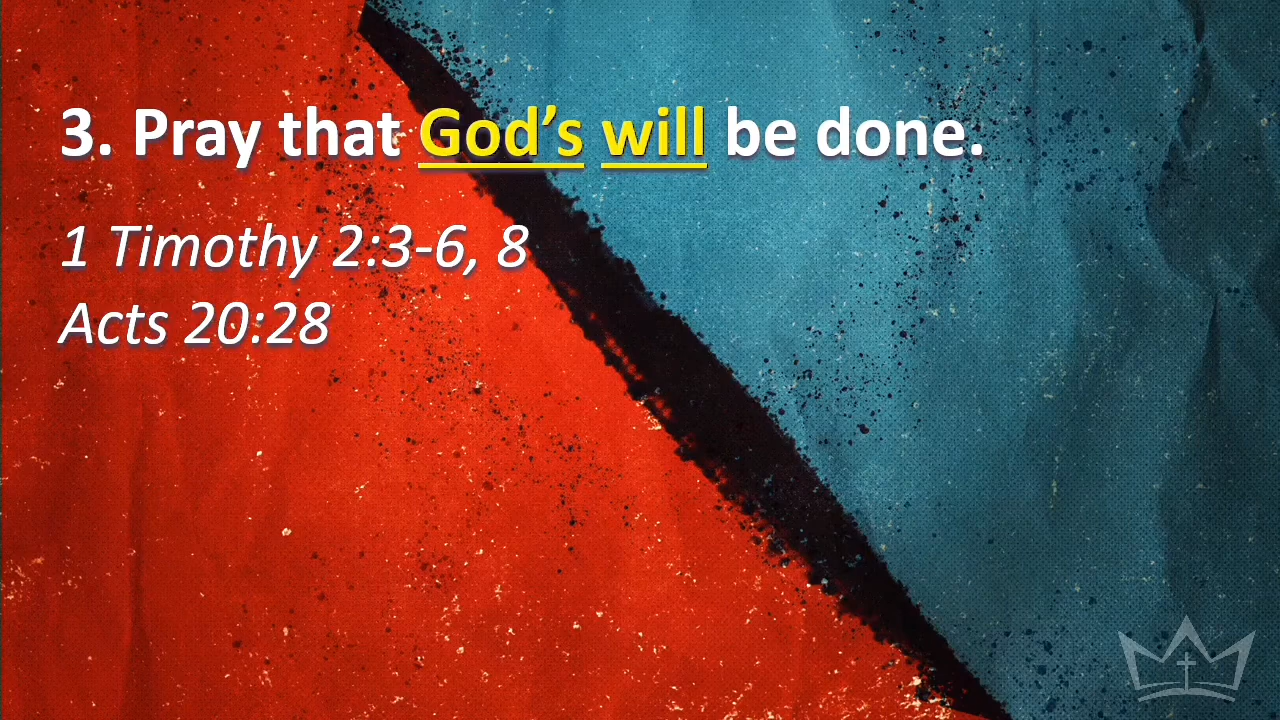 3. Pray that God’s will be done.
1 Timothy 2:3-6, 8
Acts 20:28